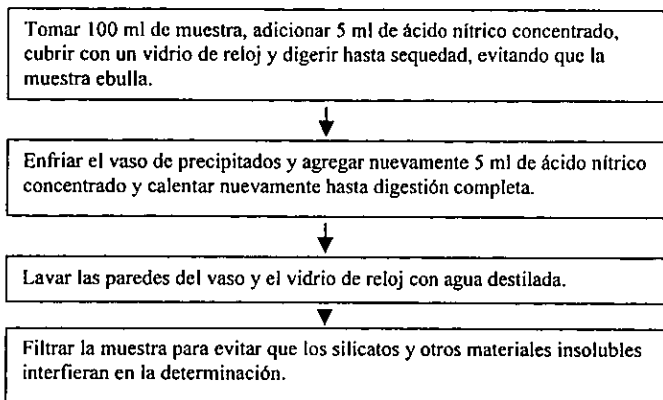 Tomar 100 ml de muestra, adicionar 5 ml de ácido nítrico concentrado,
cubrir con un vidrio de reloj y digerir hasta sequedad, evitando que la
muestra ebulla.
Enfriar el vaso de precipitados y agregar nuevamente 5 ml de ácido nítrico
concentrado y calentar nuevamente hasta digestión completa.
Lavar las paredes del vaso y el vidrio de reloj con agua destilada.
Filtrar la muestra para evitar que los silicatos y otros materiales insolubles
interfieran en la determinación.